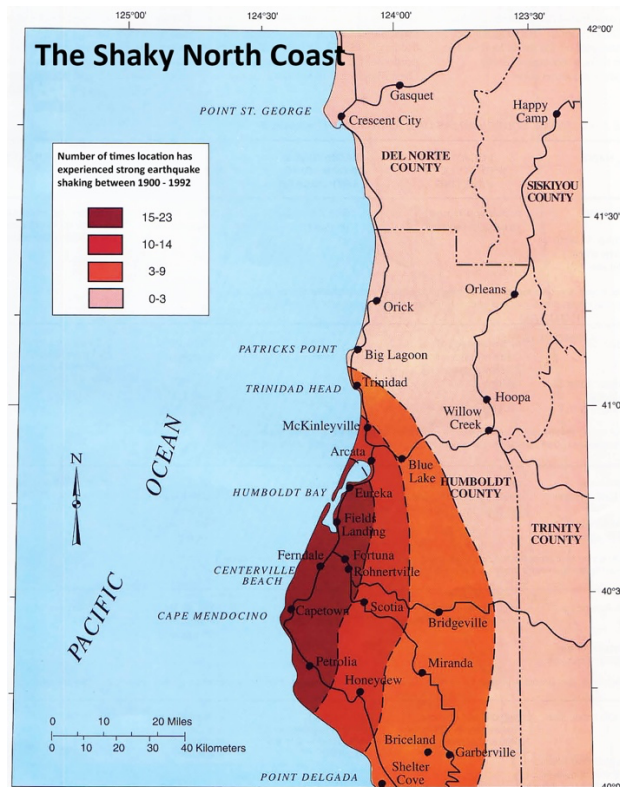 125°00'
124°30'
124°00'
123°30'
42°00'
The Shaky North Coast
POINT ST. GEORGE
Gasquet
Crescent City
Happy
Camp
DEL NORTE
COUNTY
SISKIYOU
COUNTY
Number of times location has
experienced strong earthquake
shaking between 1900 - 1992
15-23
10-14
3-9
0-3
41°30'
Orleans
Orick
PATRICKS POINT
Big Lagoon
TRINIDAD HEAD
Trinidad
Hoopa
41°00'
McKinleyville
Willow
Creek
Arcata
Blue
Lake
HUMBOLDT
COUNTY
PACIFIC OCEAN
N
HUMBOLDT BAY
Eureka
Fields
Landing
TRINITY
COUNTY
Ferndale
Fortuna
CENTERVILLE
BEACH
Rohnertville
40°30'
CAPE MENDOCINO
Capetown
Scotia
Bridgeville
Petrolia
Miranda
Honeydew
0 10 20 Miles
0 10 20 30 40 Kilometers
Briceland
Garberville
Shelter
Cove
POINT DELGADA